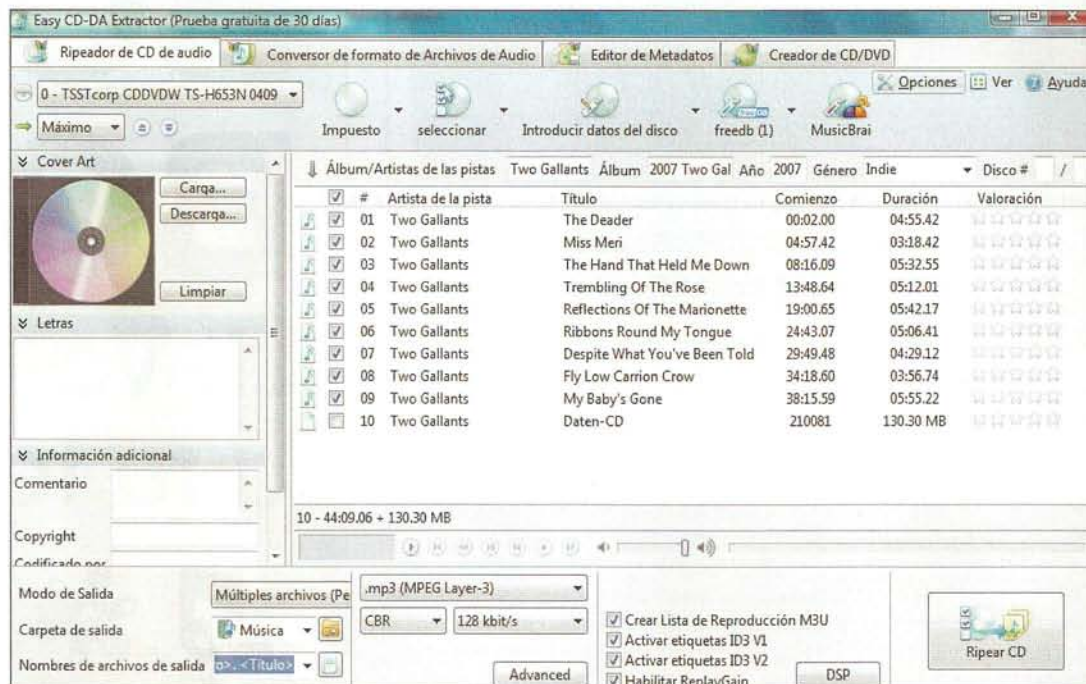 Easy CD-DA Extractor (Prueba gratuita de 30 días)
Ripeador de CD de audio Conversor de formato de Archivos de Audio Editor de Metadatos Creador de CD/DVD
0 - TSSTcorp CDDVDW TS-H653N 0409
Opciones Ver Ayuda
Máximo
Impuesto seleccionar Introducir datos del disco freedb (1) MusicBrai
Cover Art
Carga...
Descarga...
Limpiar
Letras
Información adicional
Comentario
Copyright
Codificado por
Álbum/Artistas de las pistas Two Gallants Álbum 2007 Two Gal Año 2007 Género Indie Disco # /
# Artista de la pista Título Comienzo Duración Valoración
01 Two Gallants The Deader 00:02.00 04:55.42
02 Two Gallants Miss Meri 04:57.42 03:18.42
03 Two Gallants The Hand That Held Me Down 08:16.09 05:32.55
04 Two Gallants Trembling Of The Rose 13:48.64 05:12.01
05 Two Gallants Reflections Of The Marionette 19:00.65 05:42.17
06 Two Gallants Ribbons Round My Tongue 24:43.07 05:06.41
07 Two Gallants Despite What You've Been Told 29:49.48 04:29.12
08 Two Gallants Fly Low Carrion Crow 34:18.60 03:56.74
09 Two Gallants My Baby's Gone 38:15.59 05:55.22
10 Two Gallants Daten-CD 210081 130.30 MB
10 - 44:09.06 + 130.30 MB
Modo de Salida Múltiples archivos (Pe
Carpeta de salida Música
Nombres de archivos de salida o>. <Título>
.mp3 (MPEG Layer-3)
CBR 128 kbit/s
Advanced
Crear Lista de Reproducción M3U
Activar etiquetas ID3 V1
Activar etiquetas ID3 V2
Habilitar ReplayGain
DSP
Ripear CD